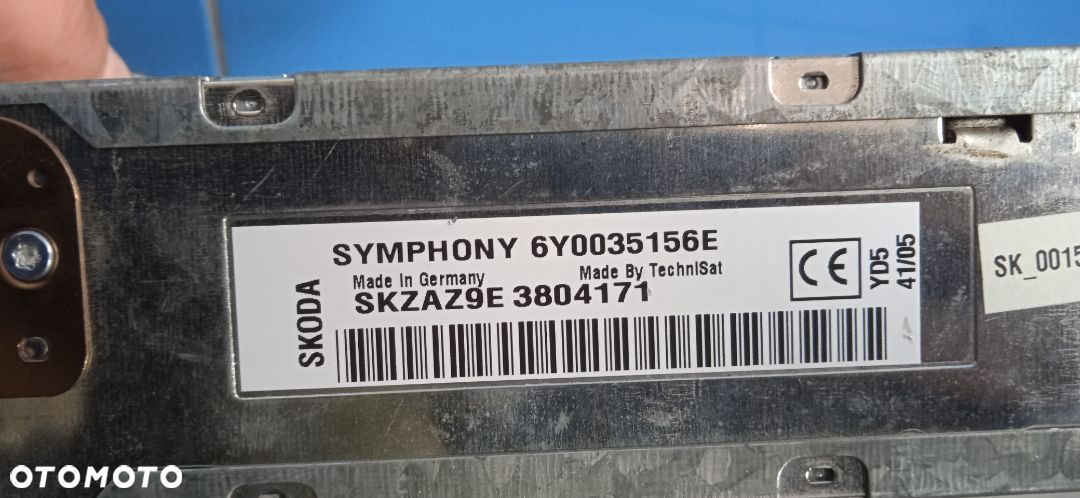 SYMPHONY 6Y0035156E
Made In Germany Made By TechniSat
SKZAZ9E 3804171
SKODA
CE
YD5
41/05
SK_0015
OTOMOTO